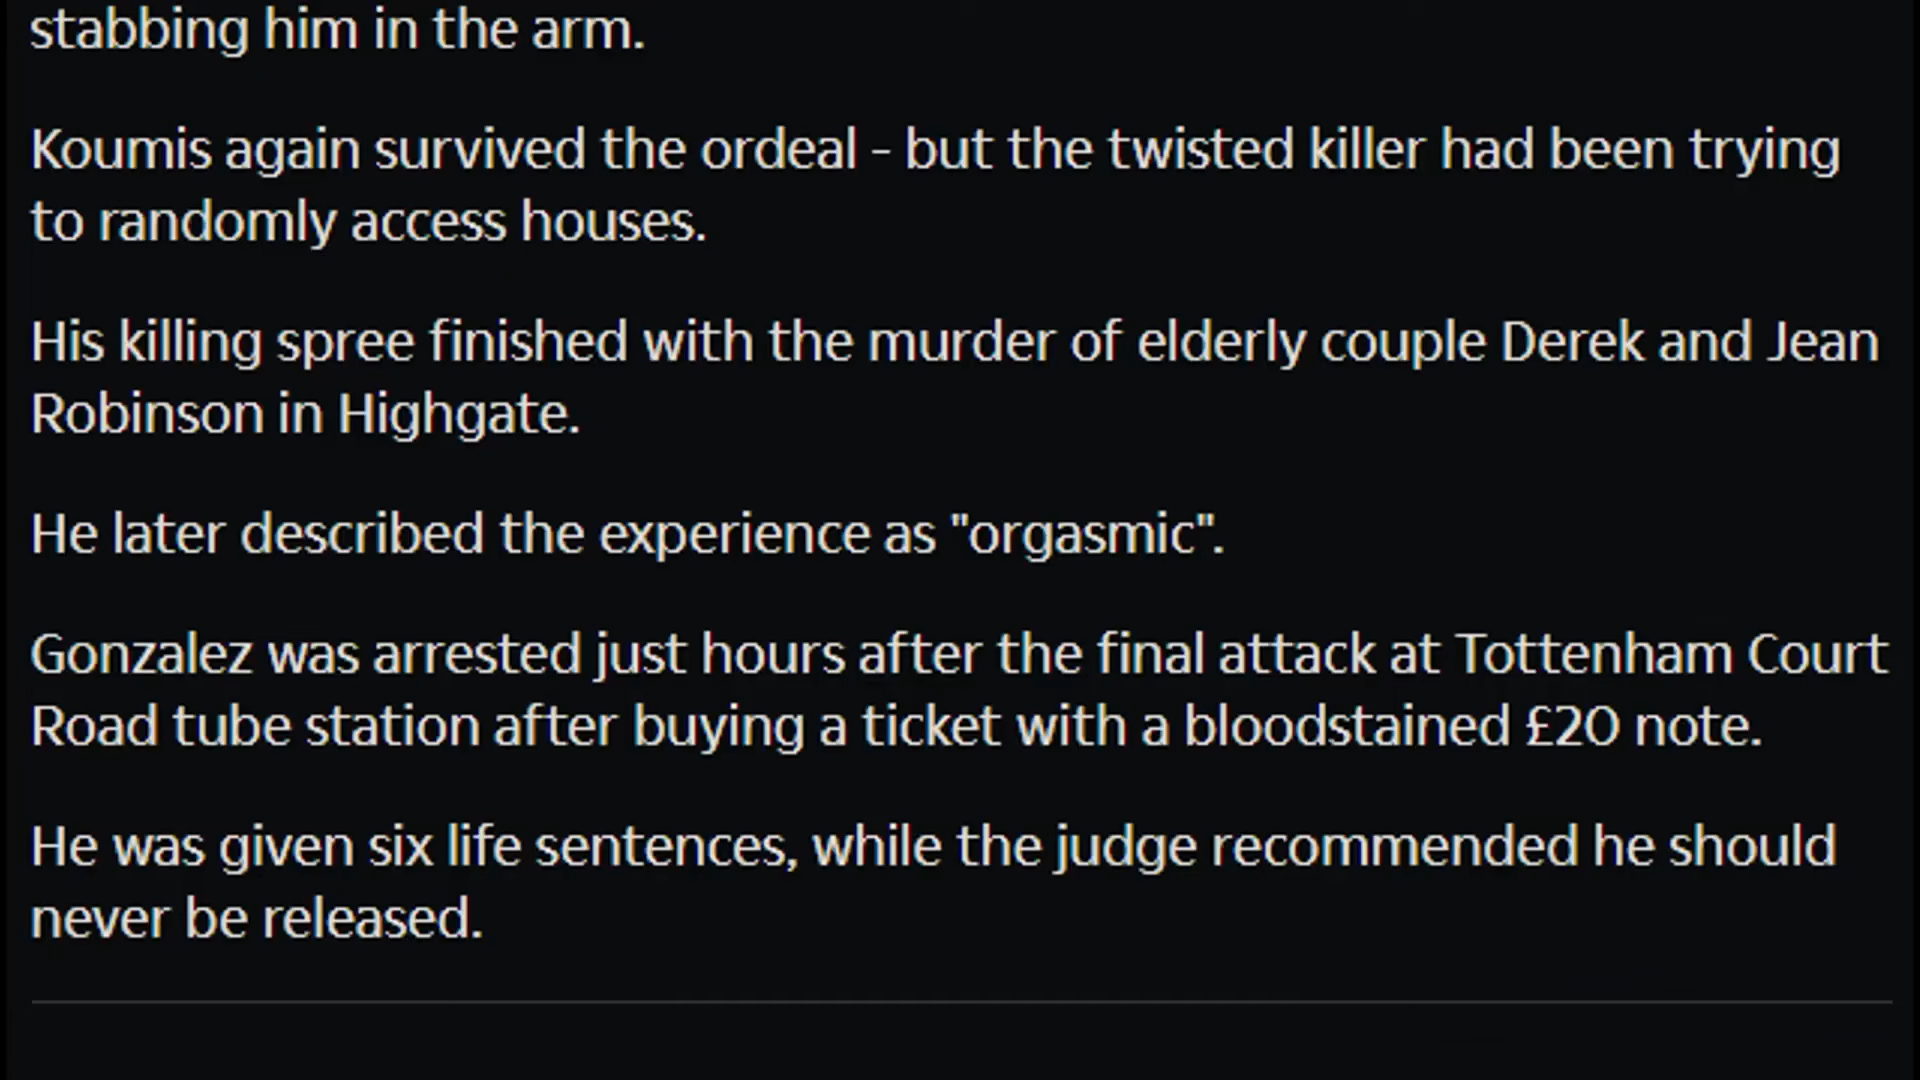 stabbing him in the arm.
Koumis again survived the ordeal - but the twisted killer had been trying
to randomly access houses.
His killing spree finished with the murder of elderly couple Derek and Jean
Robinson in Highgate.
He later described the experience as "orgasmic".
Gonzalez was arrested just hours after the final attack at Tottenham Court
Road tube station after buying a ticket with a bloodstained £20 note.
He was given six life sentences, while the judge recommended he should
never be released.